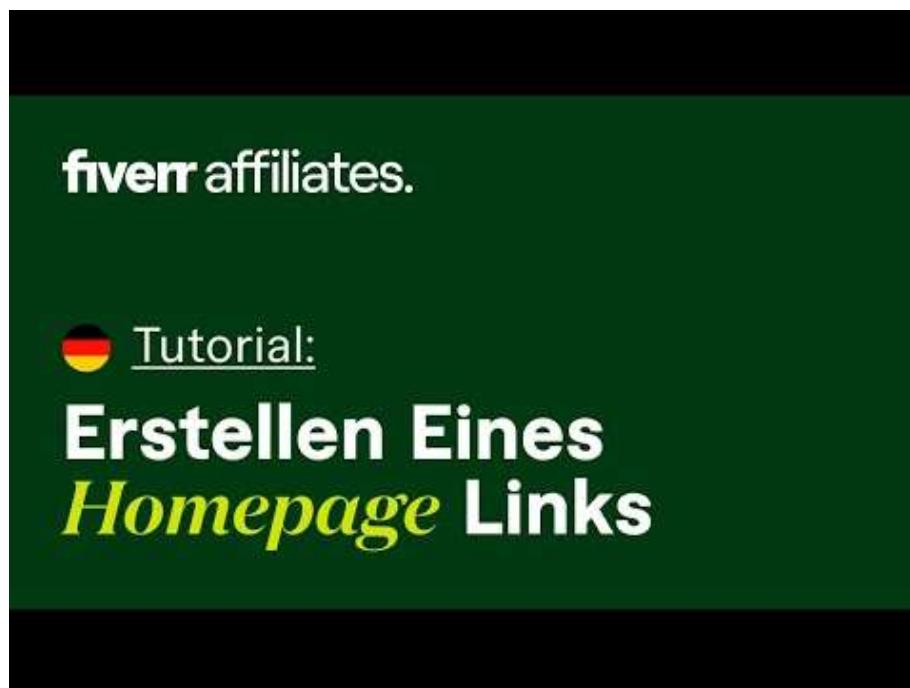 fiverr affiliates.
Tutorial:
Erstellen Eines
Homepage Links